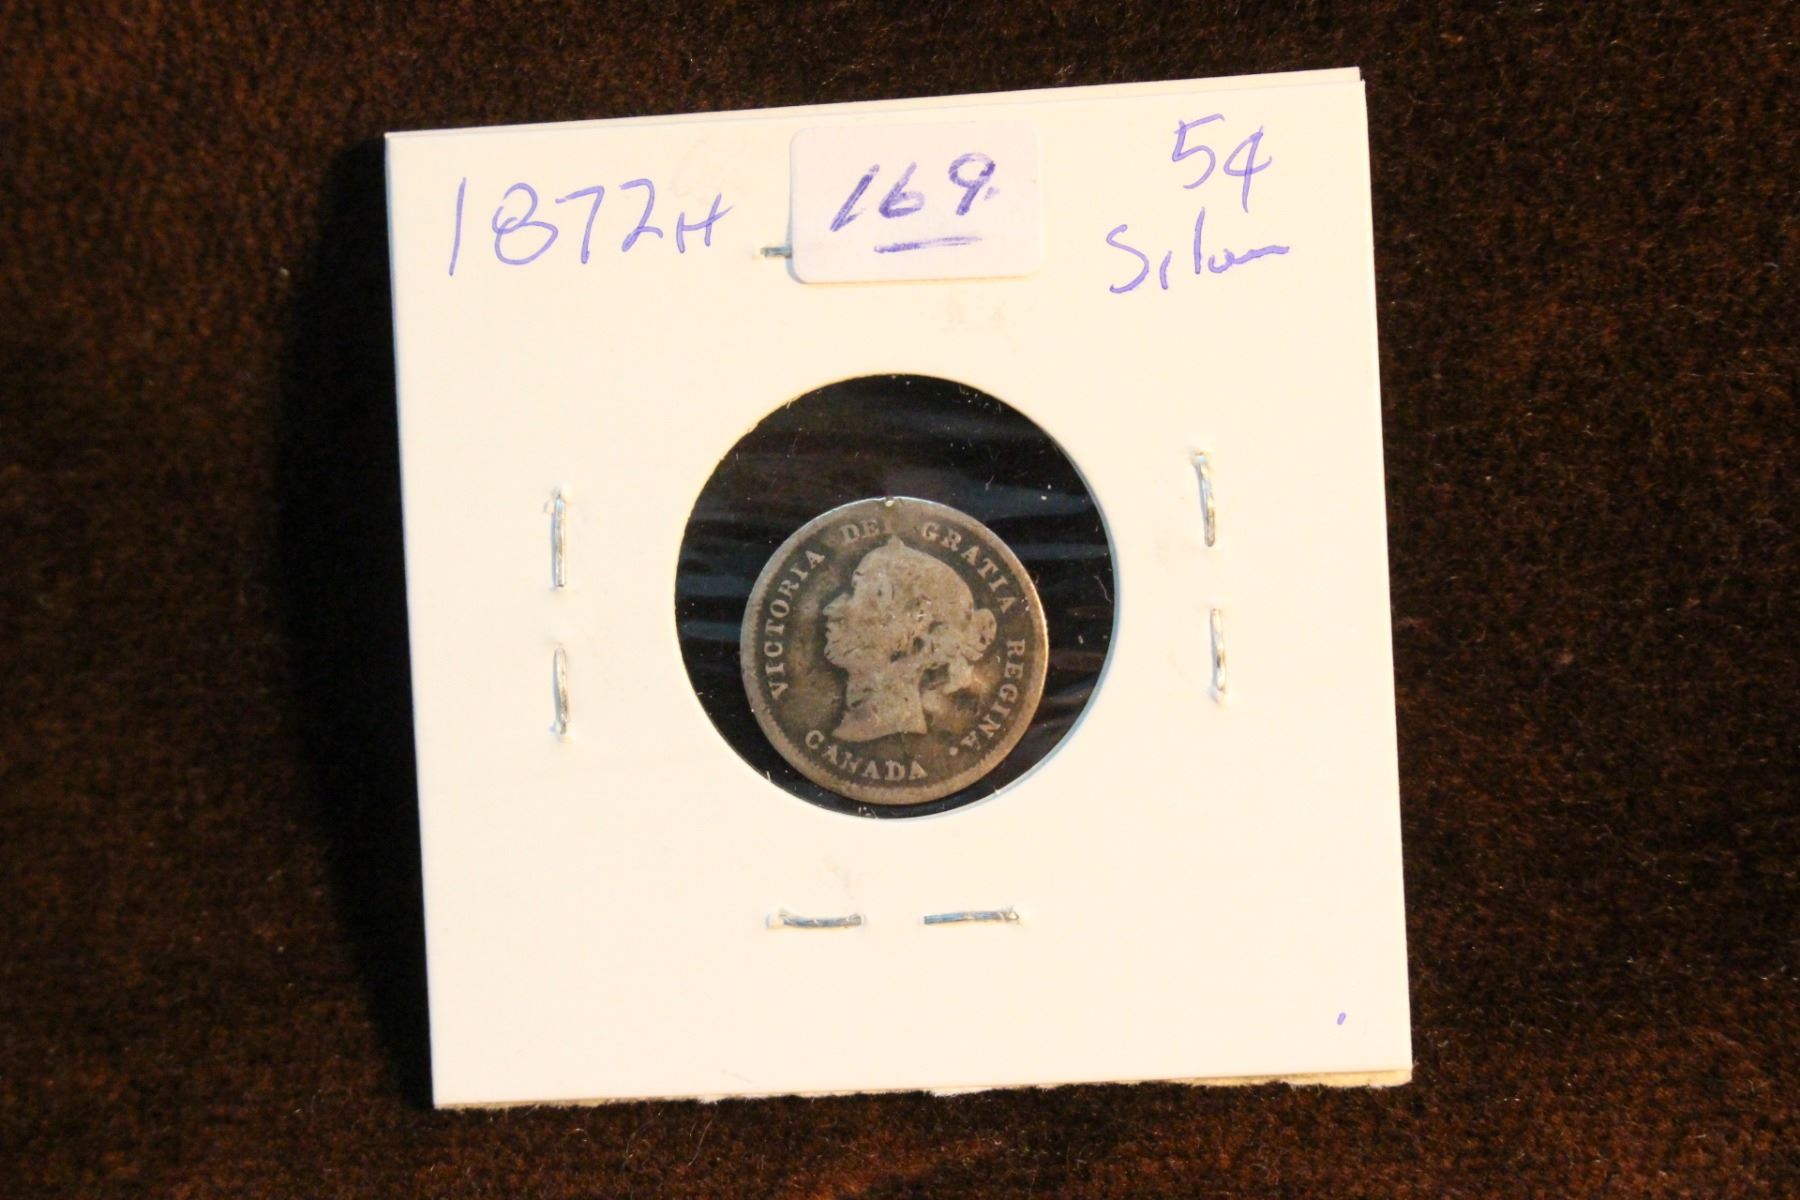 1872H
169.
5¢
Silver
VICTORIA DEI GRATIA REGINA.
CANADA